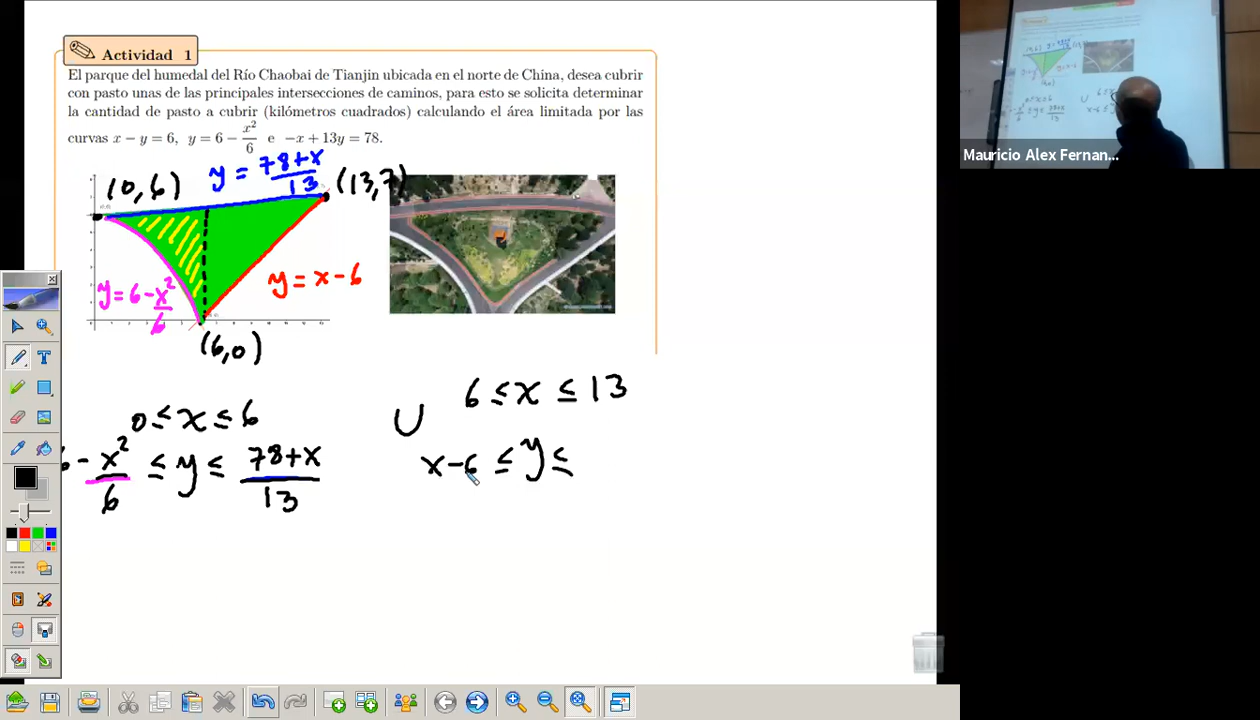 Actividad 1
El parque del humedal del Río Chaobai de Tianjin ubicada en el norte de China, desea cubrir
con pasto unas de las principales intersecciones de caminos, para esto se solicita determinar
la cantidad de pasto a cubrir (kilómetros cuadrados) calculando el área limitada por las
curvas x − y = 6, y = 6 − x²/6 e −x + 13y = 78.
y = (78+x)/13
(0,6)
(13,7)
y = 6 − x²/6
y = x − 6
(6,0)
0 ≤ x ≤ 6
− x²/6 ≤ y ≤ (78+x)/13
∪
6 ≤ x ≤ 13
x − 6 ≤ y ≤
Mauricio Alex Fernan...